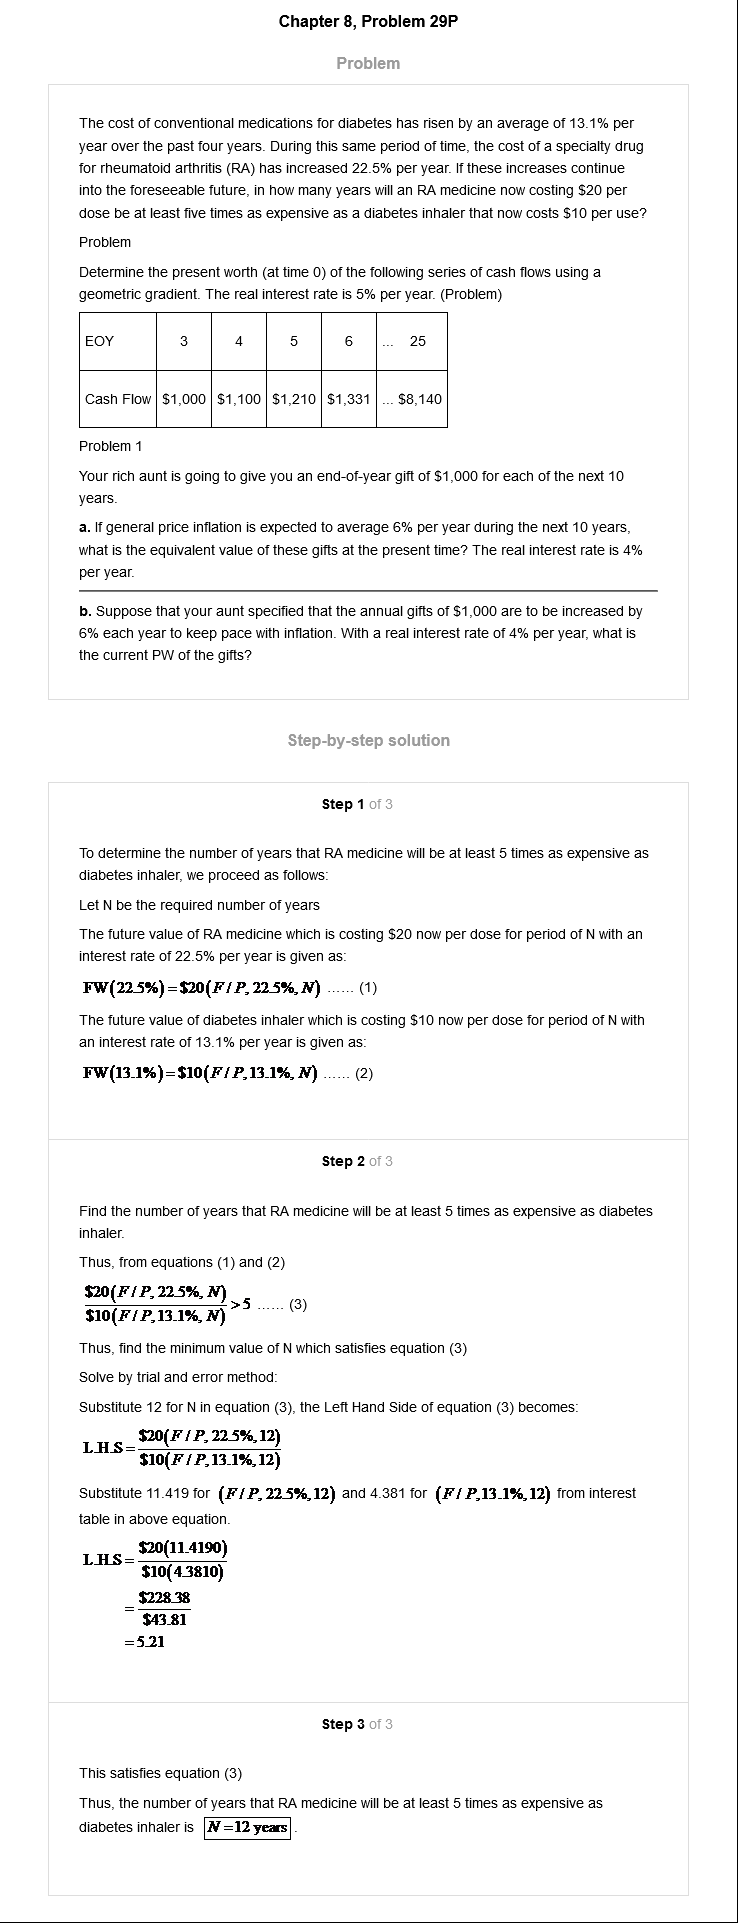 Chapter 8, Problem 29P
Problem
The cost of conventional medications for diabetes has risen by an average of 13.1% per
year over the past four years. During this same period of time, the cost of a specialty drug
for rheumatoid arthritis (RA) has increased 22.5% per year. If these increases continue
into the foreseeable future, in how many years will an RA medicine now costing $20 per
dose be at least five times as expensive as a diabetes inhaler that now costs $10 per use?
Problem
Determine the present worth (at time 0) of the following series of cash flows using a
geometric gradient. The real interest rate is 5% per year. (Problem)
EOY 3 4 5 6 ... 25
Cash Flow $1,000 $1,100 $1,210 $1,331 ... $8,140
Problem 1
Your rich aunt is going to give you an end-of-year gift of $1,000 for each of the next 10
years.
a. If general price inflation is expected to average 6% per year during the next 10 years,
what is the equivalent value of these gifts at the present time? The real interest rate is 4%
per year.
b. Suppose that your aunt specified that the annual gifts of $1,000 are to be increased by
6% each year to keep pace with inflation. With a real interest rate of 4% per year, what is
the current PW of the gifts?
Step-by-step solution
Step 1 of 3
To determine the number of years that RA medicine will be at least 5 times as expensive as
diabetes inhaler, we proceed as follows:
Let N be the required number of years
The future value of RA medicine which is costing $20 now per dose for period of N with an
interest rate of 22.5% per year is given as:
FW(22.5%)=$20(F/P, 22.5%, N) ...... (1)
The future value of diabetes inhaler which is costing $10 now per dose for period of N with
an interest rate of 13.1% per year is given as:
FW(13.1%)=$10(F/P,13.1%, N) ...... (2)
Step 2 of 3
Find the number of years that RA medicine will be at least 5 times as expensive as diabetes
inhaler.
Thus, from equations (1) and (2)
$20(F/P, 22.5%, N)
>5 ...... (3)
$10(F/P,13.1%, N)
Thus, find the minimum value of N which satisfies equation (3)
Solve by trial and error method:
Substitute 12 for N in equation (3), the Left Hand Side of equation (3) becomes:
$20(F/P, 22.5%,12)
L.H.S=
$10(F/P,13.1%,12)
Substitute 11.419 for (F/P, 22.5%,12) and 4.381 for (F/P,13.1%,12) from interest
table in above equation.
$20(11.4190)
L.H.S=
$10(4.3810)
$228.38
=
$43.81
=5.21
Step 3 of 3
This satisfies equation (3)
Thus, the number of years that RA medicine will be at least 5 times as expensive as
diabetes inhaler is N=12 years .